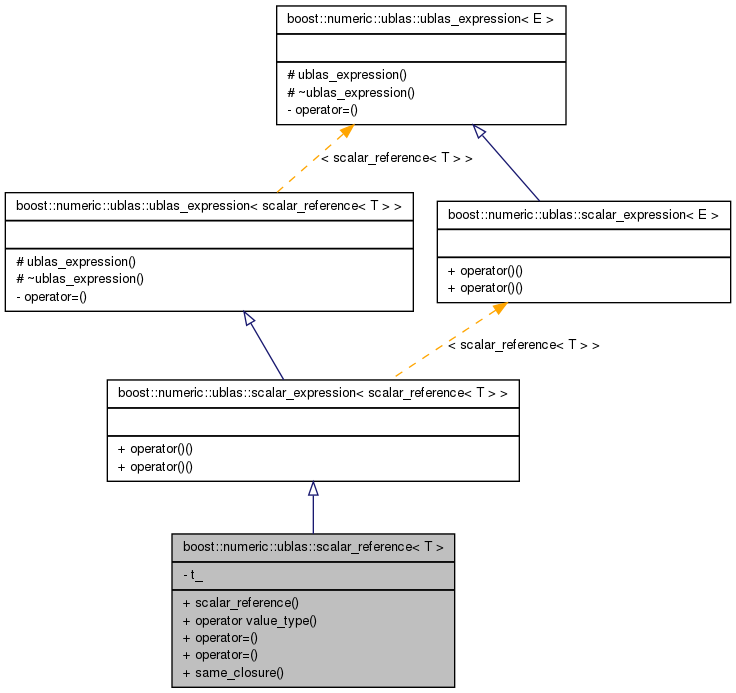 boost::numeric::ublas::ublas_expression< E >
# ublas_expression()
# ~ublas_expression()
- operator=()
< scalar_reference< T > >
boost::numeric::ublas::ublas_expression< scalar_reference< T > >
# ublas_expression()
# ~ublas_expression()
- operator=()
boost::numeric::ublas::scalar_expression< E >
+ operator()()
+ operator()()
< scalar_reference< T > >
boost::numeric::ublas::scalar_expression< scalar_reference< T > >
+ operator()()
+ operator()()
boost::numeric::ublas::scalar_reference< T >
- t_
+ scalar_reference()
+ operator value_type()
+ operator=()
+ operator=()
+ same_closure()